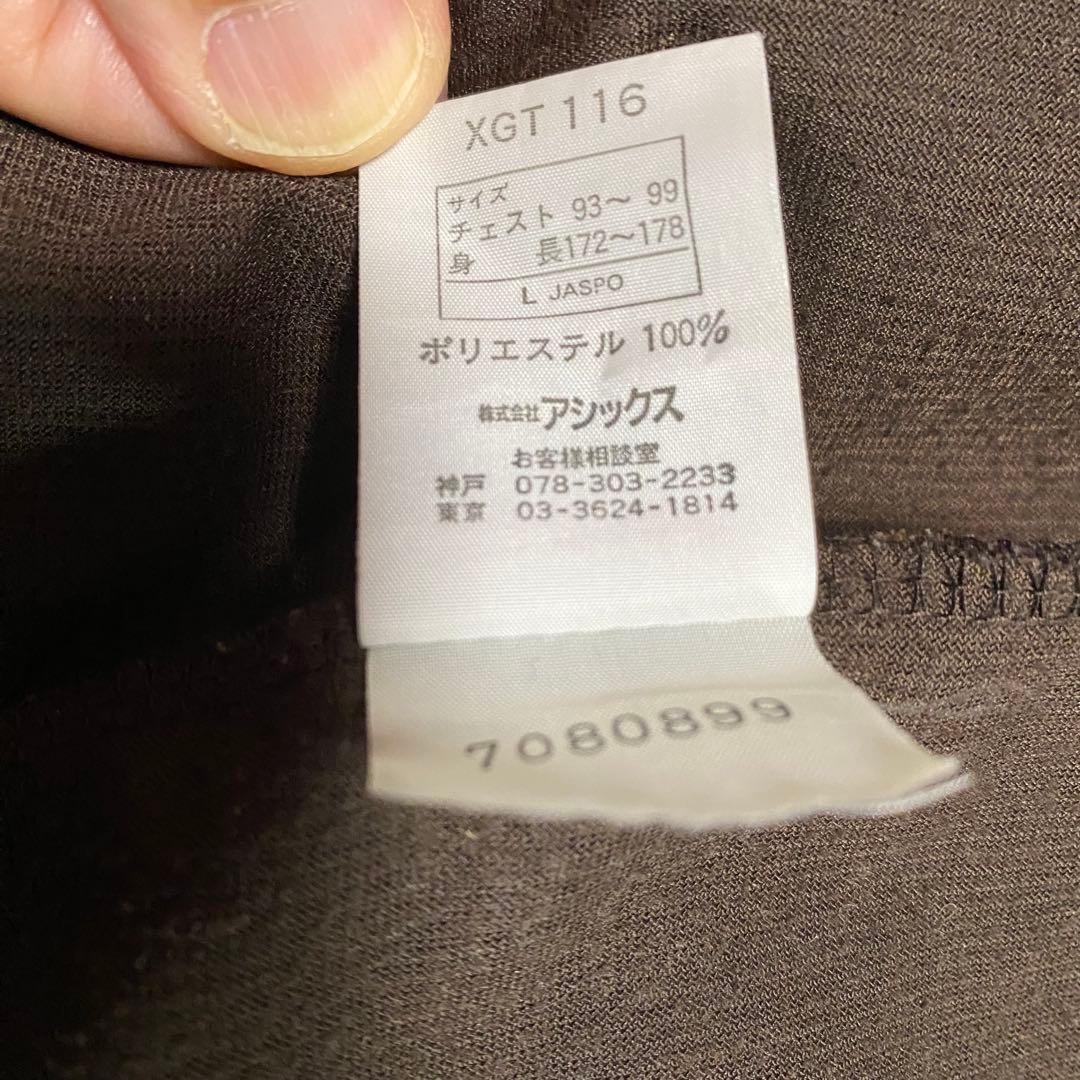 XGT 116
サイズ
チェスト 93～ 99
身 長172～178
L JASPO
ポリエステル 100%
株式会社アシックス
お客様相談室
神戸 078-303-2233
東京 03-3624-1814
7080899